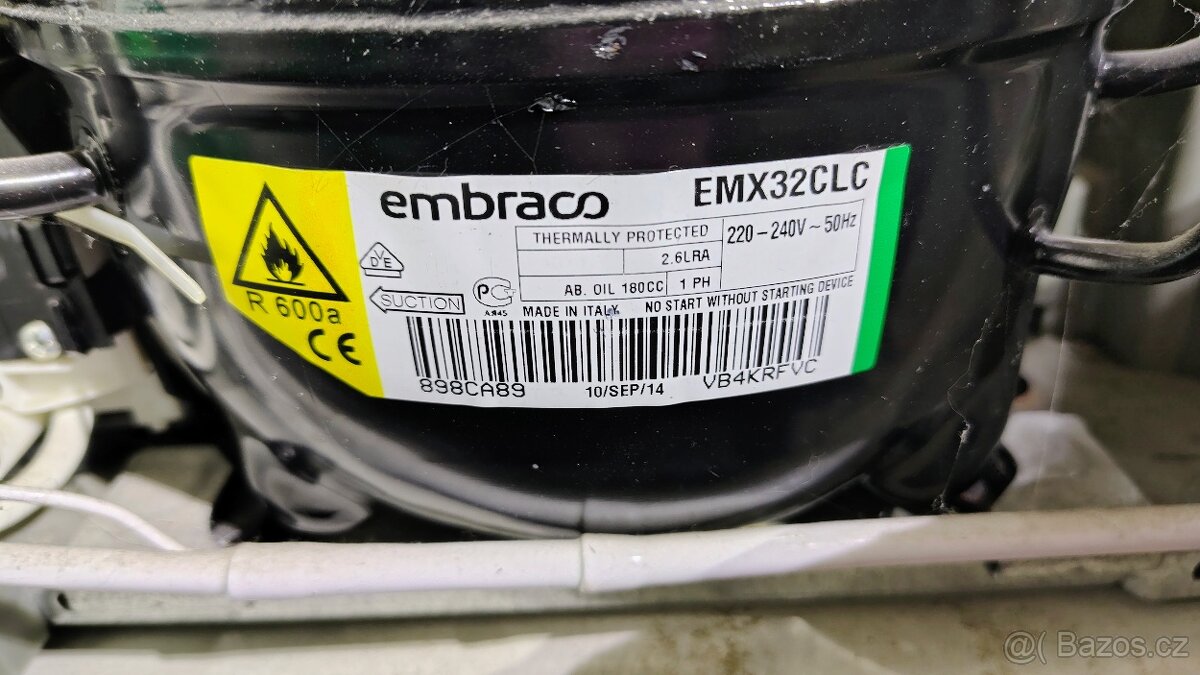 embraco
EMX32CLC
THERMALLY PROTECTED
220-240V ~ 50Hz
2.6LRA
AB. OIL 180CC
1 PH
VDE
SUCTION
R 600a
CE
MADE IN ITALY
NO START WITHOUT STARTING DEVICE
898CA89
10/SEP/14
VB4KRFVC
@( Bazos.cz